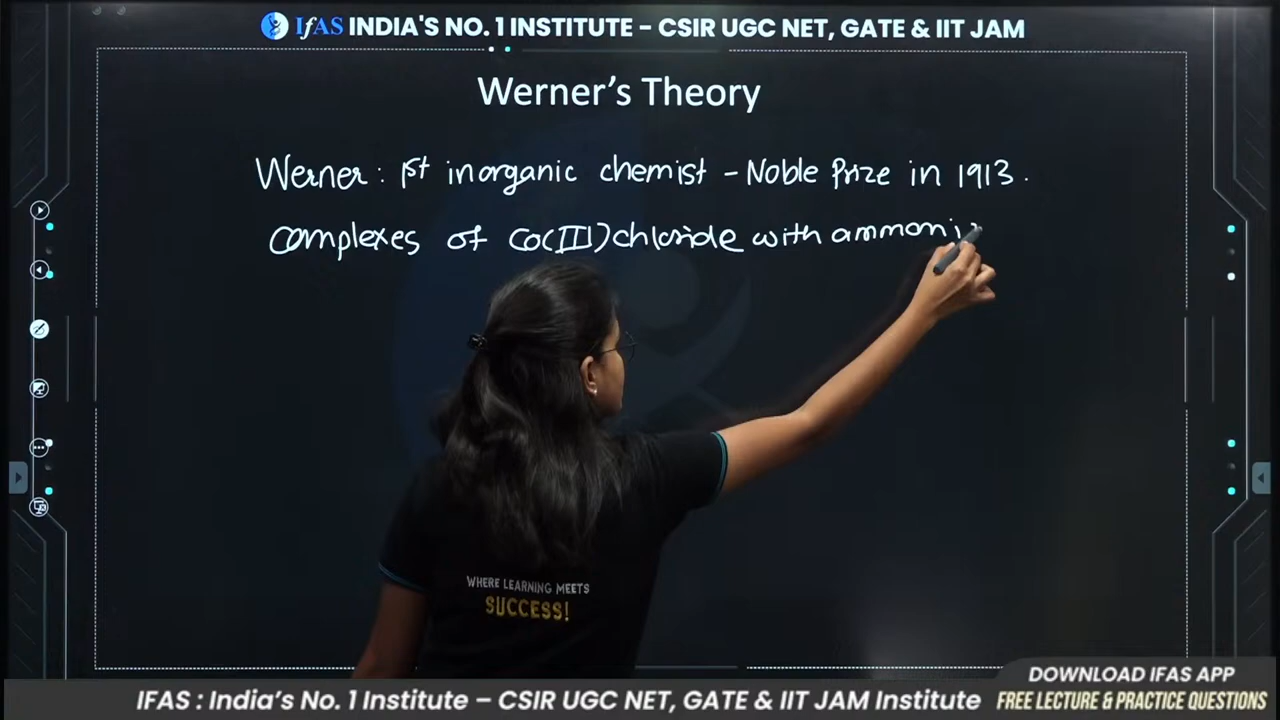 IfAS INDIA'S NO. 1 INSTITUTE – CSIR UGC NET, GATE & IIT JAM
Werner's Theory
Werner : 1st inorganic chemist – Noble Prize in 1913.
Complexes of Co(III) chloride with ammoni
WHERE LEARNING MEETS
SUCCESS!
DOWNLOAD IFAS APP
IFAS : India's No. 1 Institute – CSIR UGC NET, GATE & IIT JAM Institute
FREE LECTURE & PRACTICE QUESTIONS